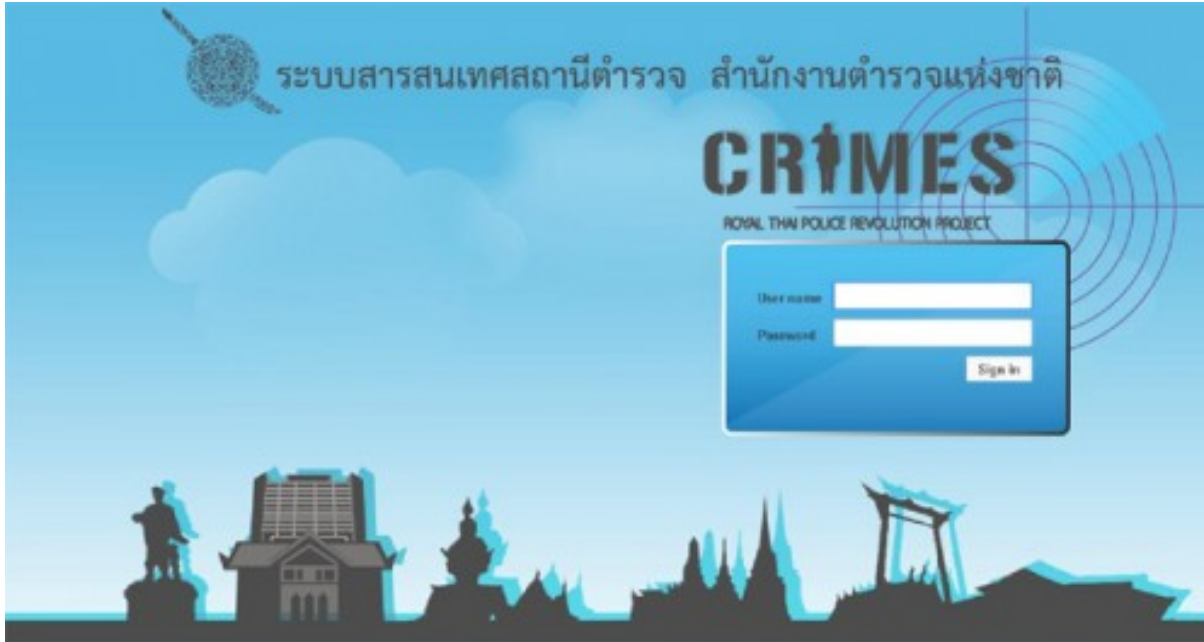 ระบบสารสนเทศสถานีตำรวจ สำนักงานตำรวจแห่งชาติ
CRIMES
ROYAL THAI POLICE REVOLUTION PROJECT
User name
Password
Sign in